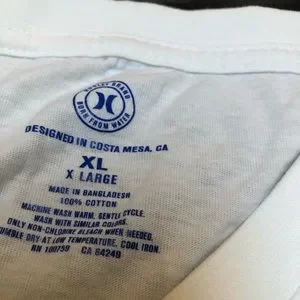 HURLEY BRAND
BORN FROM WATER
DESIGNED IN COSTA MESA, CA
XL
X LARGE
MADE IN BANGLADESH
100% COTTON
MACHINE WASH WARM, GENTLE CYCLE.
WASH WITH SIMILAR COLORS.
ONLY NON-CHLORINE BLEACH WHEN NEEDED.
TUMBLE DRY AT LOW TEMPERATURE, COOL IRON.
RN 100759 CA 64249